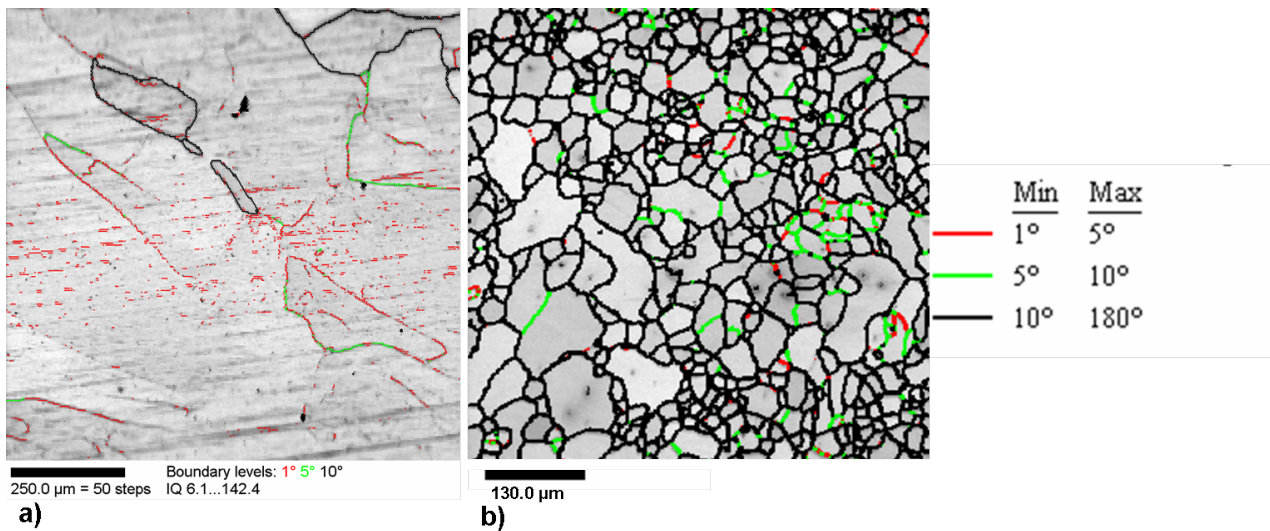 Min Max
1° 5°
5° 10°
10° 180°
250.0 µm = 50 steps
Boundary levels: 1° 5° 10°
IQ 6.1...142.4
130.0 µm
a)
b)